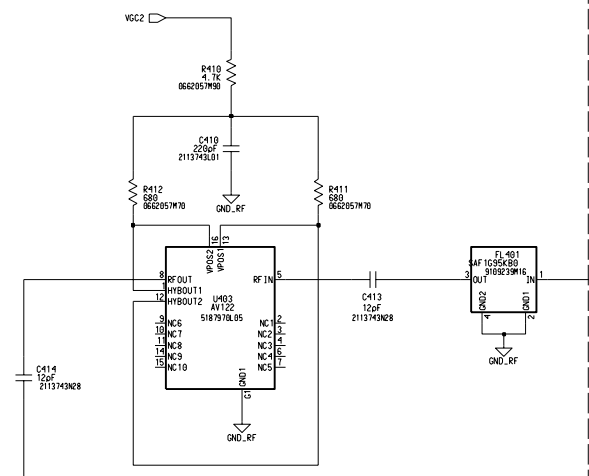 VGC2
R410
4.7K
0662057M90
C410
220pF
2113743L01
GND_RF
R412
680
0662057M70
R411
680
0662057M70
16
13
VPOS2
VPOS1
8
RFOUT
1
HYBOUT1
12
HYBOUT2
RFIN
5
U403
AV122
5187970L05
9
NC6
10
NC7
11
NC8
14
NC9
15
NC10
NC1
2
NC2
3
NC3
4
NC4
6
NC5
7
GND1
G1
GND_RF
C413
12pF
2113743N28
FL401
SAF1G95KB0
9109239M16
3
OUT
IN
1
GND2
GND1
4
2
GND_RF
C414
12pF
2113743N28